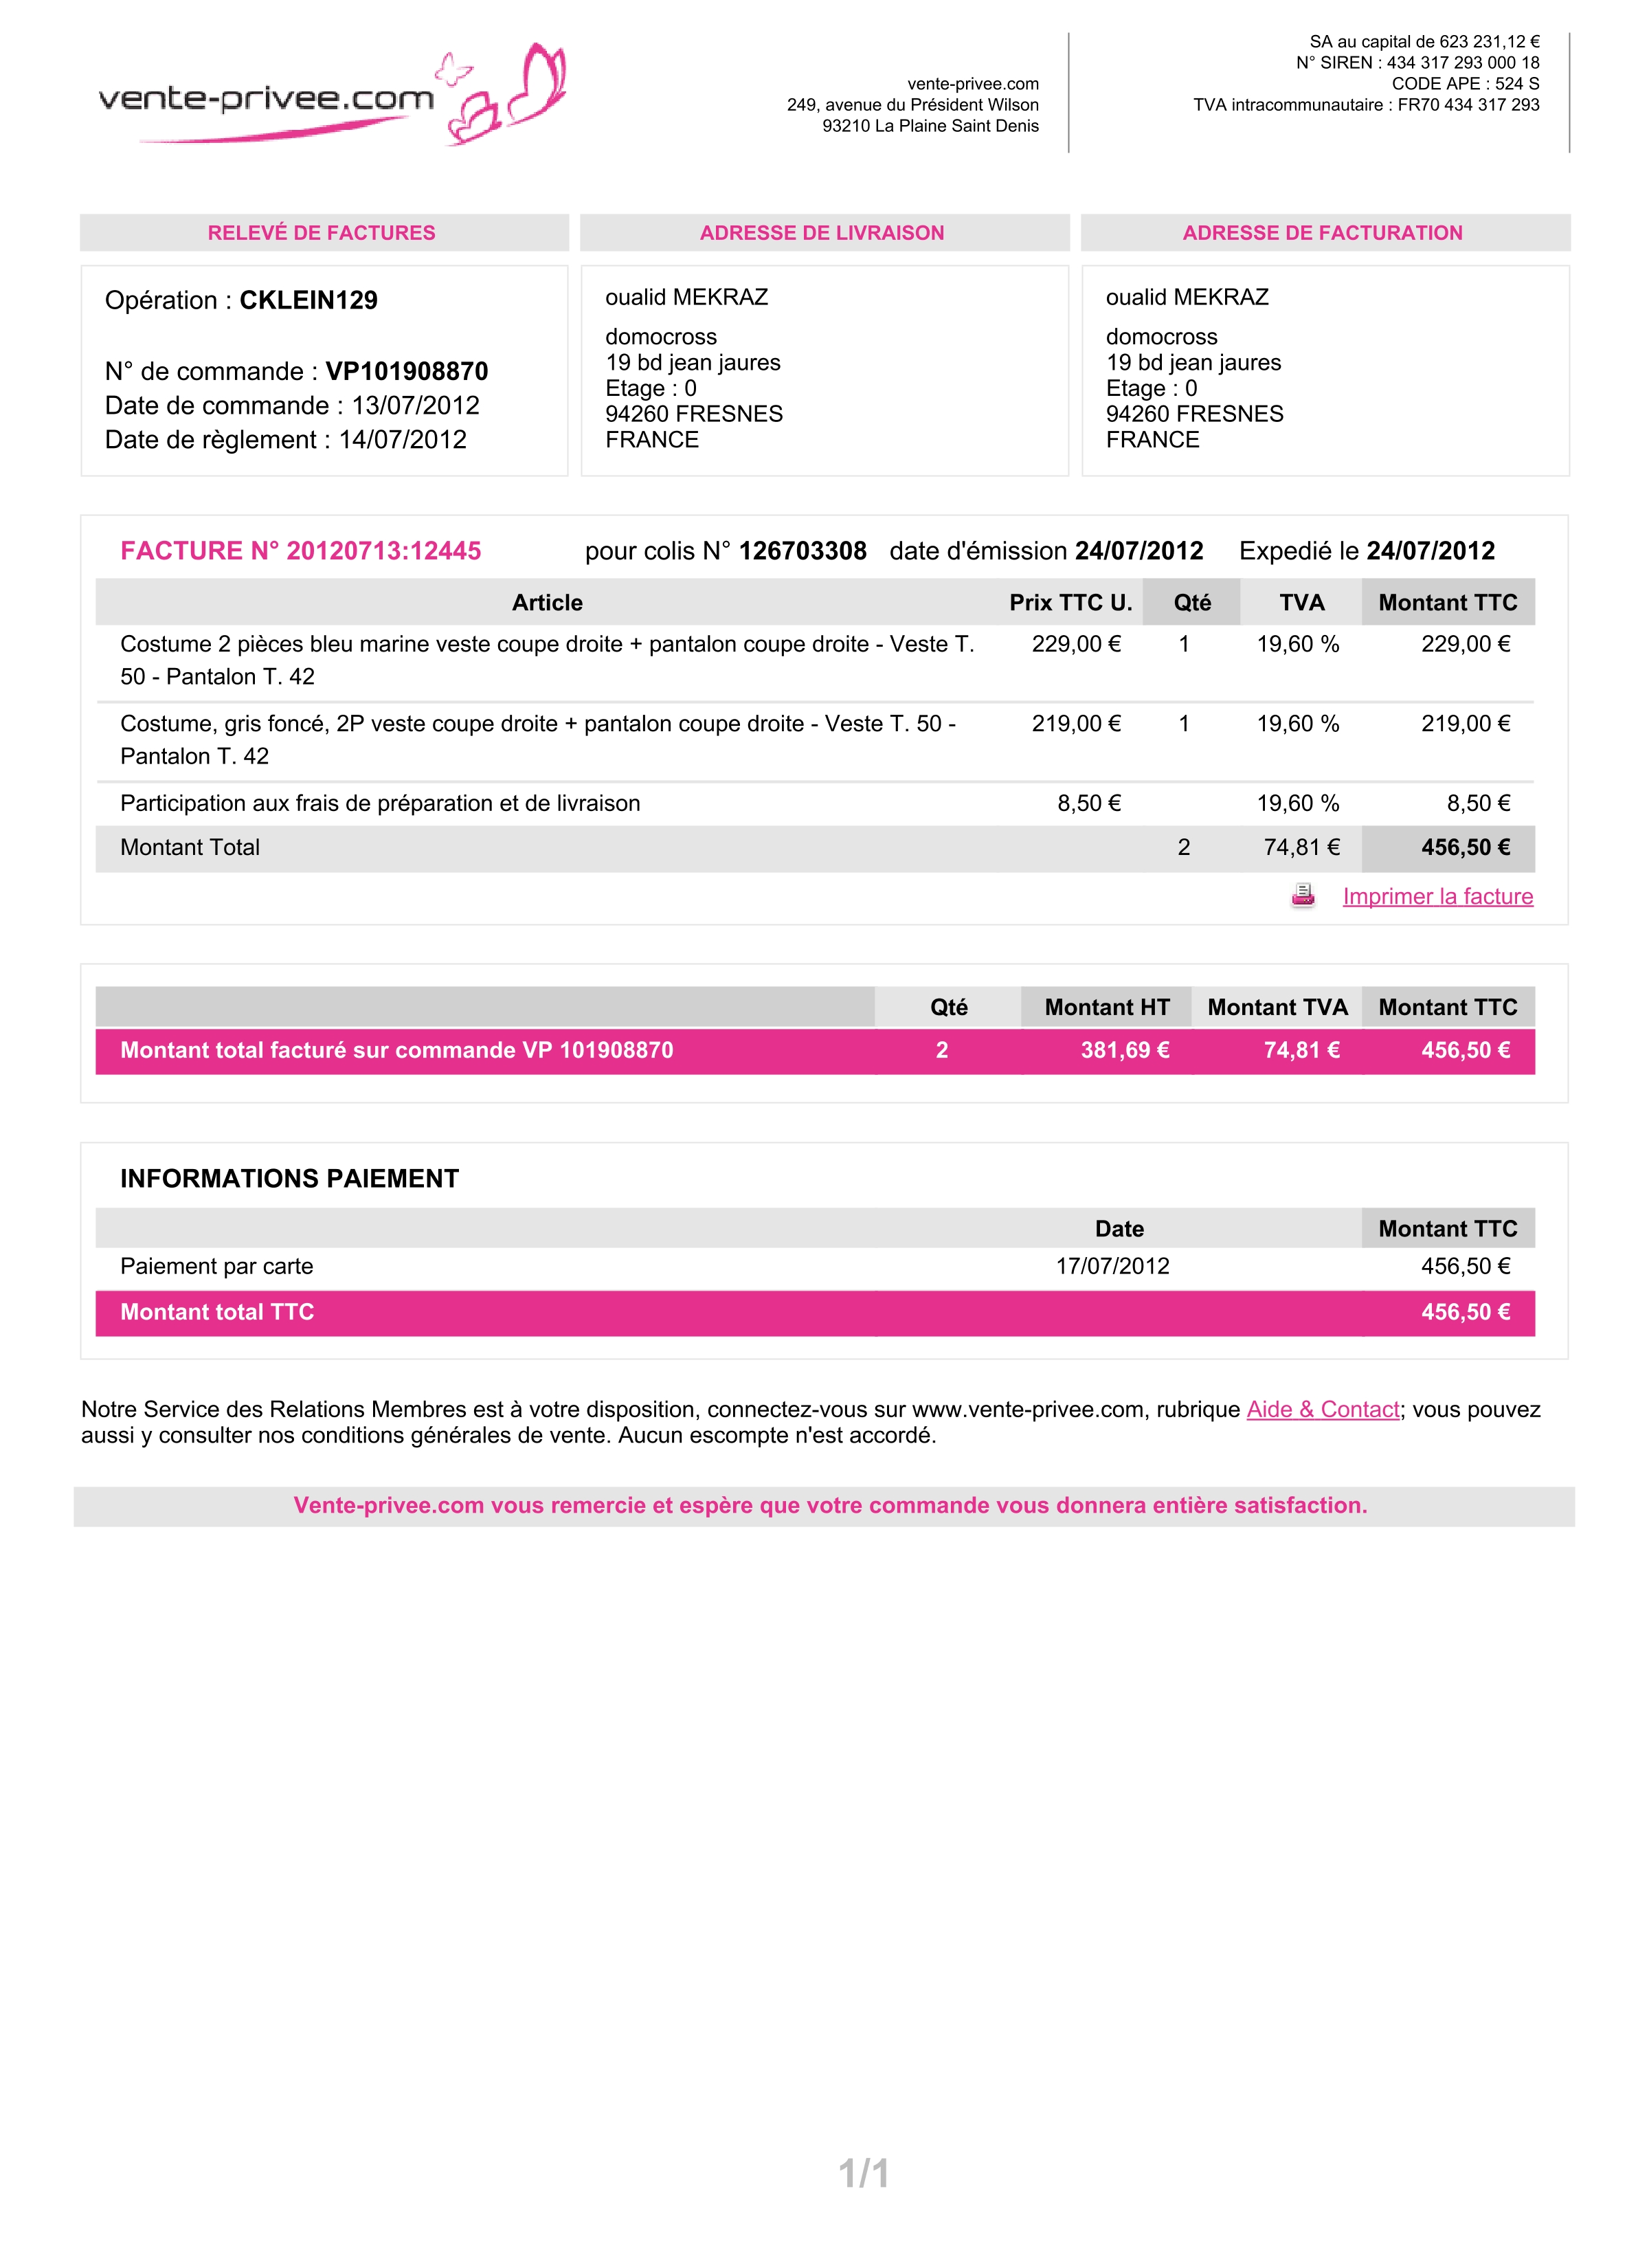 vente-privee.com
vente-privee.com
249, avenue du Président Wilson
93210 La Plaine Saint Denis
SA au capital de 623 231,12 €
N° SIREN : 434 317 293 000 18
CODE APE : 524 S
TVA intracommunautaire : FR70 434 317 293
RELEVÉ DE FACTURES
Opération : CKLEIN129
N° de commande : VP101908870
Date de commande : 13/07/2012
Date de règlement : 14/07/2012
ADRESSE DE LIVRAISON
oualid MEKRAZ
domocross
19 bd jean jaures
Etage : 0
94260 FRESNES
FRANCE
ADRESSE DE FACTURATION
oualid MEKRAZ
domocross
19 bd jean jaures
Etage : 0
94260 FRESNES
FRANCE
FACTURE N° 20120713:12445 pour colis N° 126703308 date d'émission 24/07/2012 Expedié le 24/07/2012
Article Prix TTC U. Qté TVA Montant TTC
Costume 2 pièces bleu marine veste coupe droite + pantalon coupe droite - Veste T. 229,00 € 1 19,60 % 229,00 €
50 - Pantalon T. 42
Costume, gris foncé, 2P veste coupe droite + pantalon coupe droite - Veste T. 50 - 219,00 € 1 19,60 % 219,00 €
Pantalon T. 42
Participation aux frais de préparation et de livraison 8,50 € 19,60 % 8,50 €
Montant Total 2 74,81 € 456,50 €
Imprimer la facture
Qté Montant HT Montant TVA Montant TTC
Montant total facturé sur commande VP 101908870 2 381,69 € 74,81 € 456,50 €
INFORMATIONS PAIEMENT
Date Montant TTC
Paiement par carte 17/07/2012 456,50 €
Montant total TTC 456,50 €
Notre Service des Relations Membres est à votre disposition, connectez-vous sur www.vente-privee.com, rubrique Aide & Contact; vous pouvez
aussi y consulter nos conditions générales de vente. Aucun escompte n'est accordé.
Vente-privee.com vous remercie et espère que votre commande vous donnera entière satisfaction.
1/1